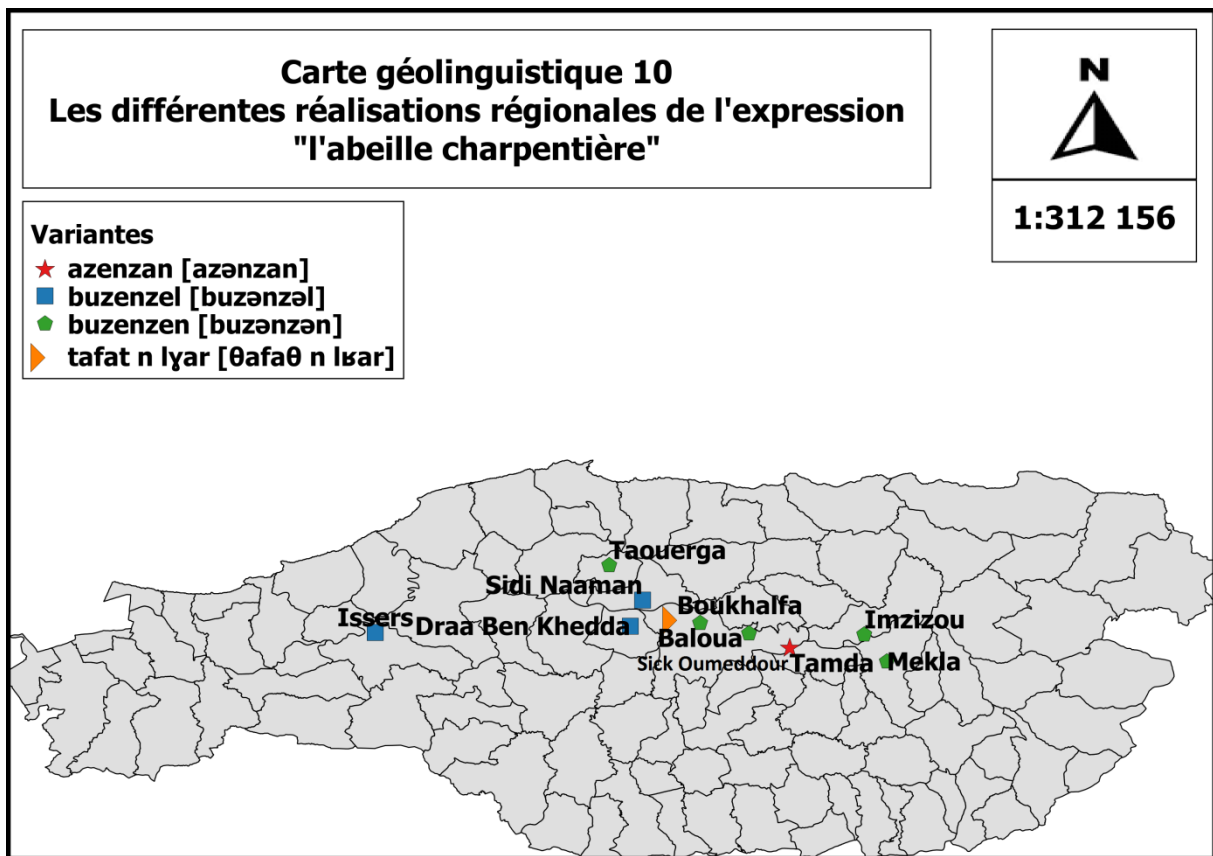 Carte géolinguistique 10
Les différentes réalisations régionales de l'expression
"l'abeille charpentière"
N
1:312 156
Variantes
azenzan [azənzan]
buzenzel [buzənzəl]
buzenzen [buzənzən]
tafat n lɣar [θafaθ n lʁar]
Taouerga
Sidi Naaman
Issers
Draa Ben Khedda
Boukhalfa
Baloua
Imzizou
Sick Oumeddour
Tamda
Mekla